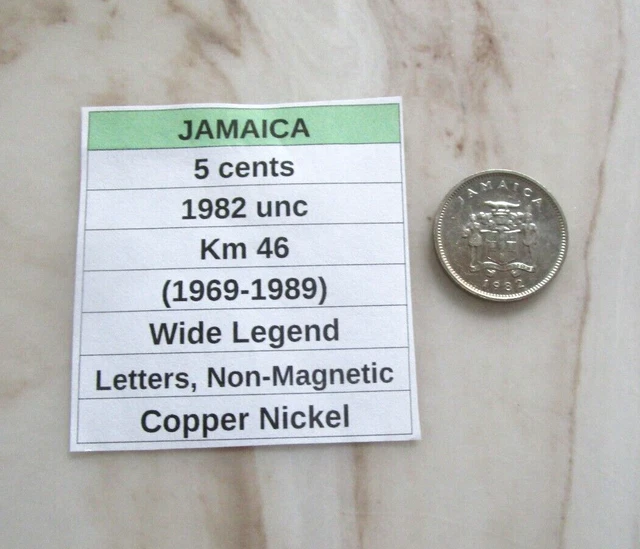 JAMAICA
5 cents
1982 unc
Km 46
(1969-1989)
Wide Legend
Letters, Non-Magnetic
Copper Nickel
JAMAICA
1982